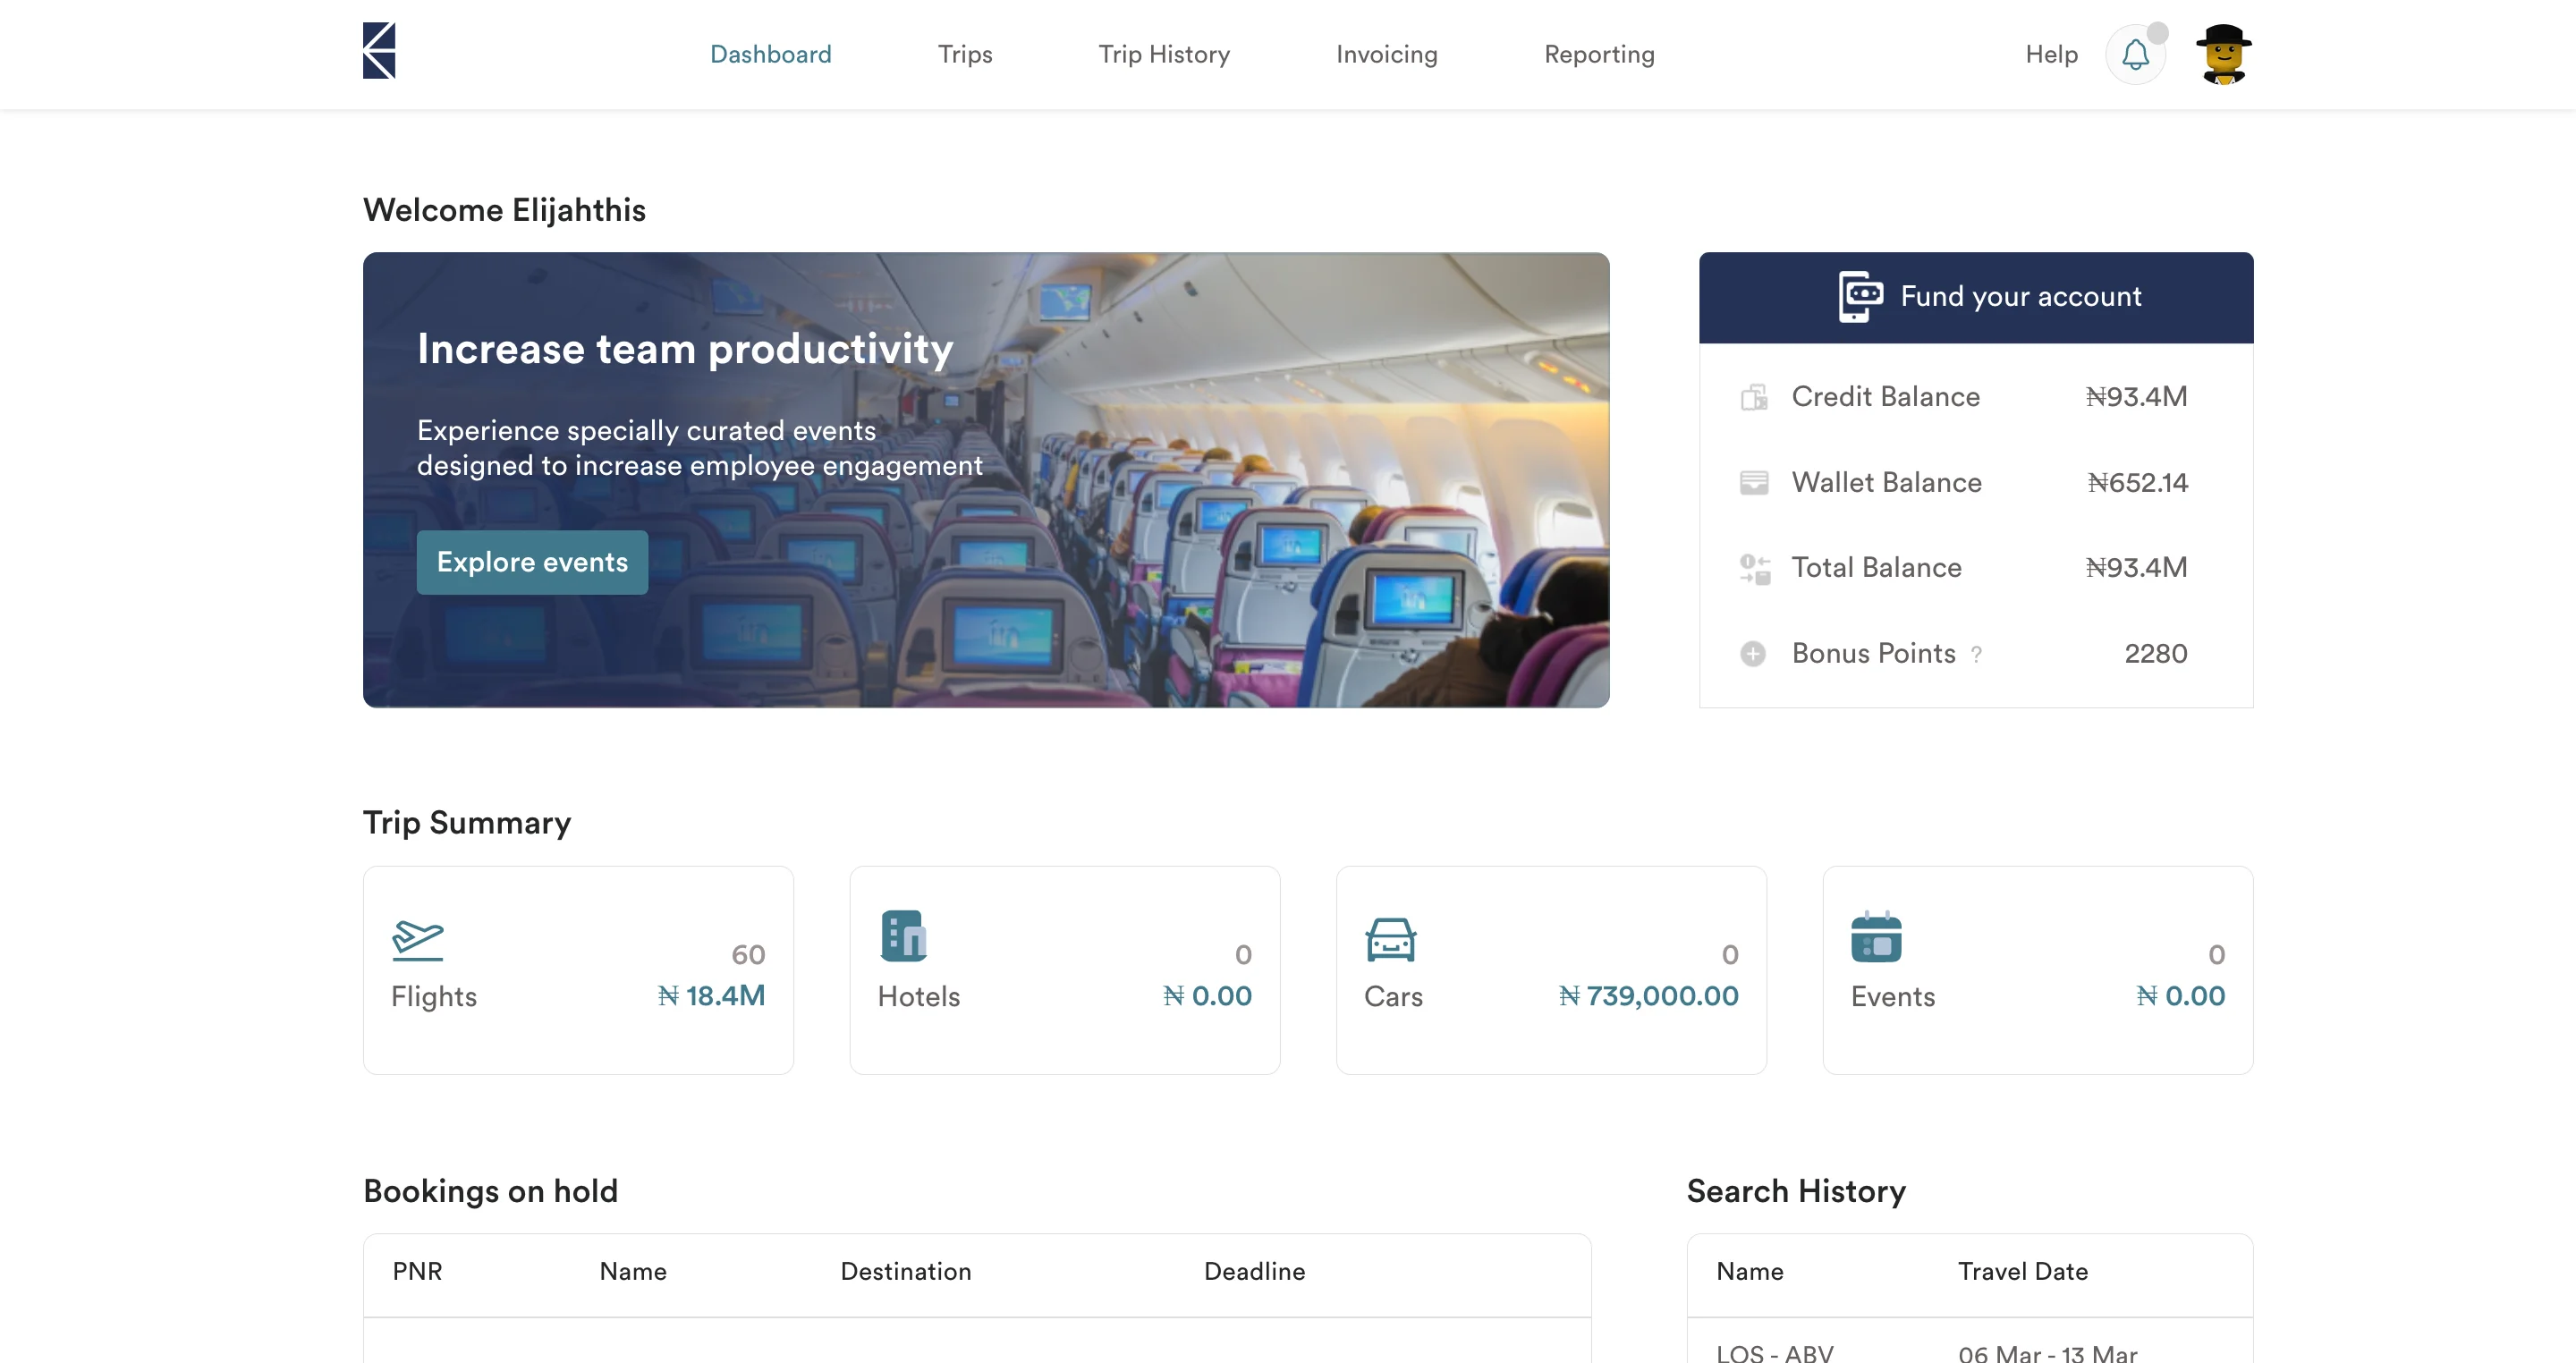 Dashboard
Trips
Trip History
Invoicing
Reporting
Help
Welcome Elijahthis
Increase team productivity
Experience specially curated events
designed to increase employee engagement
Explore events
Fund your account
Credit Balance ₦93.4M
Wallet Balance ₦652.14
Total Balance ₦93.4M
Bonus Points ? 2280
Trip Summary
60
Flights ₦ 18.4M
0
Hotels ₦ 0.00
0
Cars ₦ 739,000.00
0
Events ₦ 0.00
Bookings on hold
PNR Name Destination Deadline
Search History
Name Travel Date
LOS - ABV 06 Mar - 13 Mar